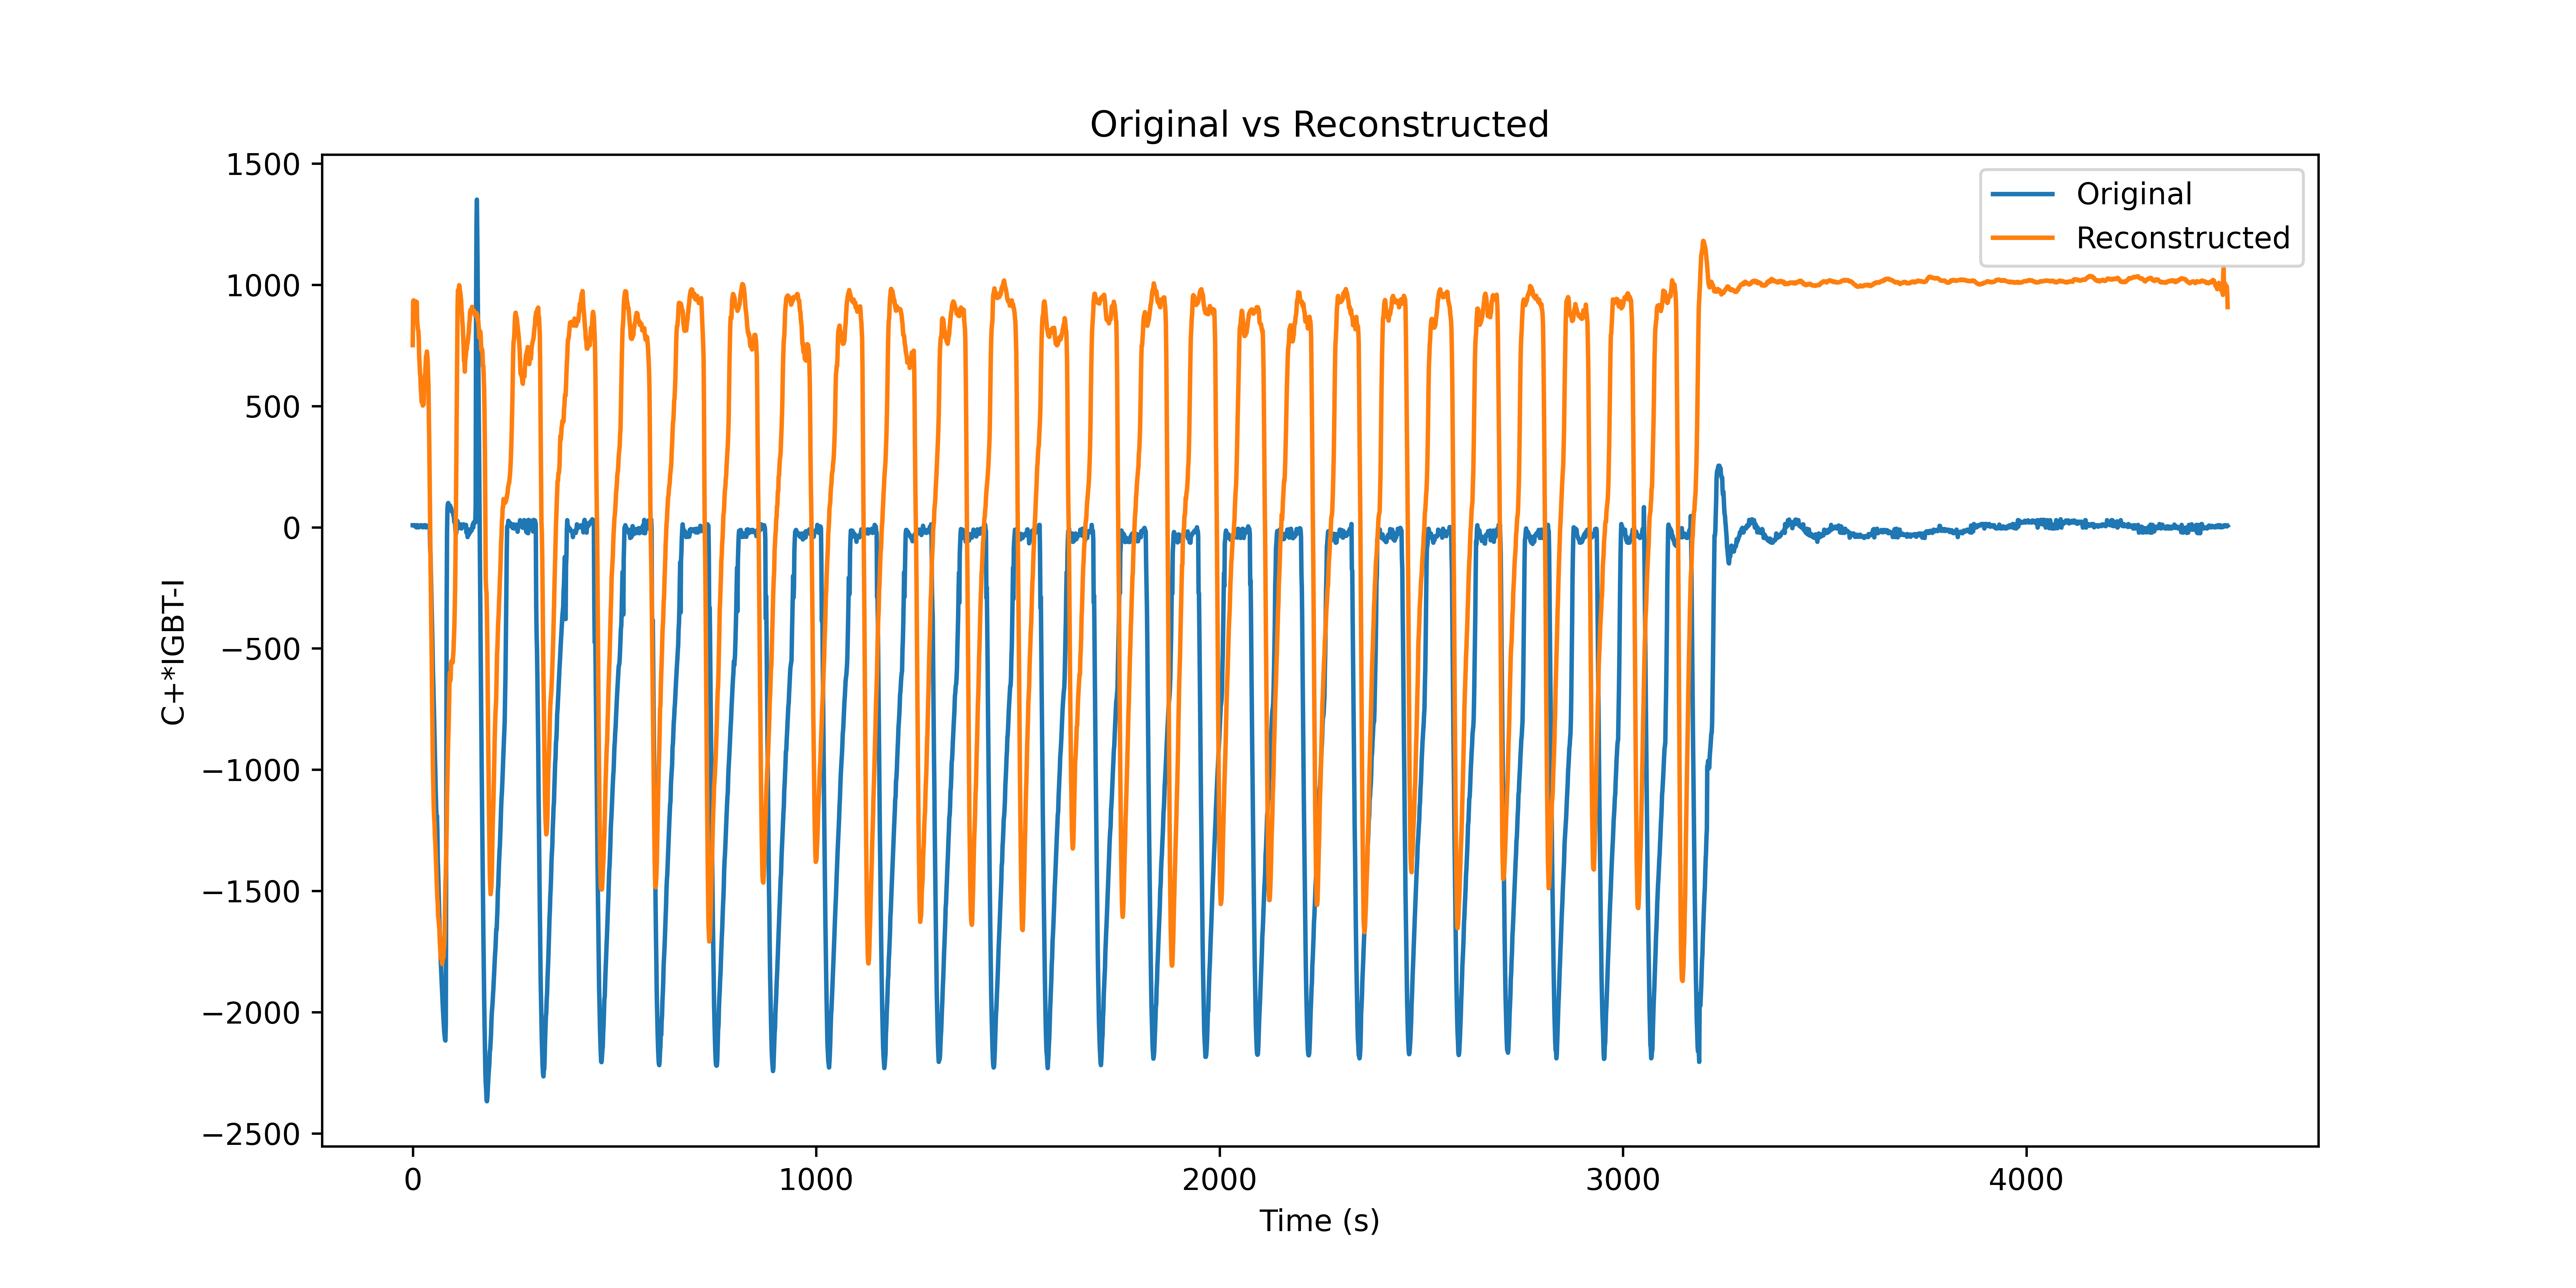 Original vs Reconstructed
1500
1000
500
0
−500
−1000
−1500
−2000
−2500
C+*IGBT-I
Original
Reconstructed
0 1000 2000 3000 4000
Time (s)